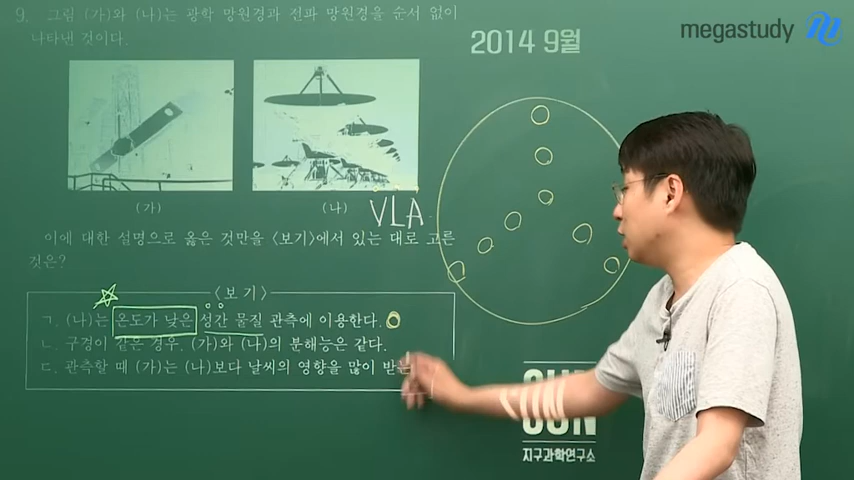 9. 그림 (가)와 (나)는 광학 망원경과 전파 망원경을 순서 없이
나타낸 것이다.
2014 9월
megastudy
(가)
(나)
VLA
이에 대한 설명으로 옳은 것만을 <보기>에서 있는 대로 고른
것은?
<보 기>
ㄱ. (나)는 온도가 낮은 성간 물질 관측에 이용한다.
ㄴ. 구경이 같은 경우, (가)와 (나)의 분해능은 같다.
ㄷ. 관측할 때 (가)는 (나)보다 날씨의 영향을 많이
지구과학연구소